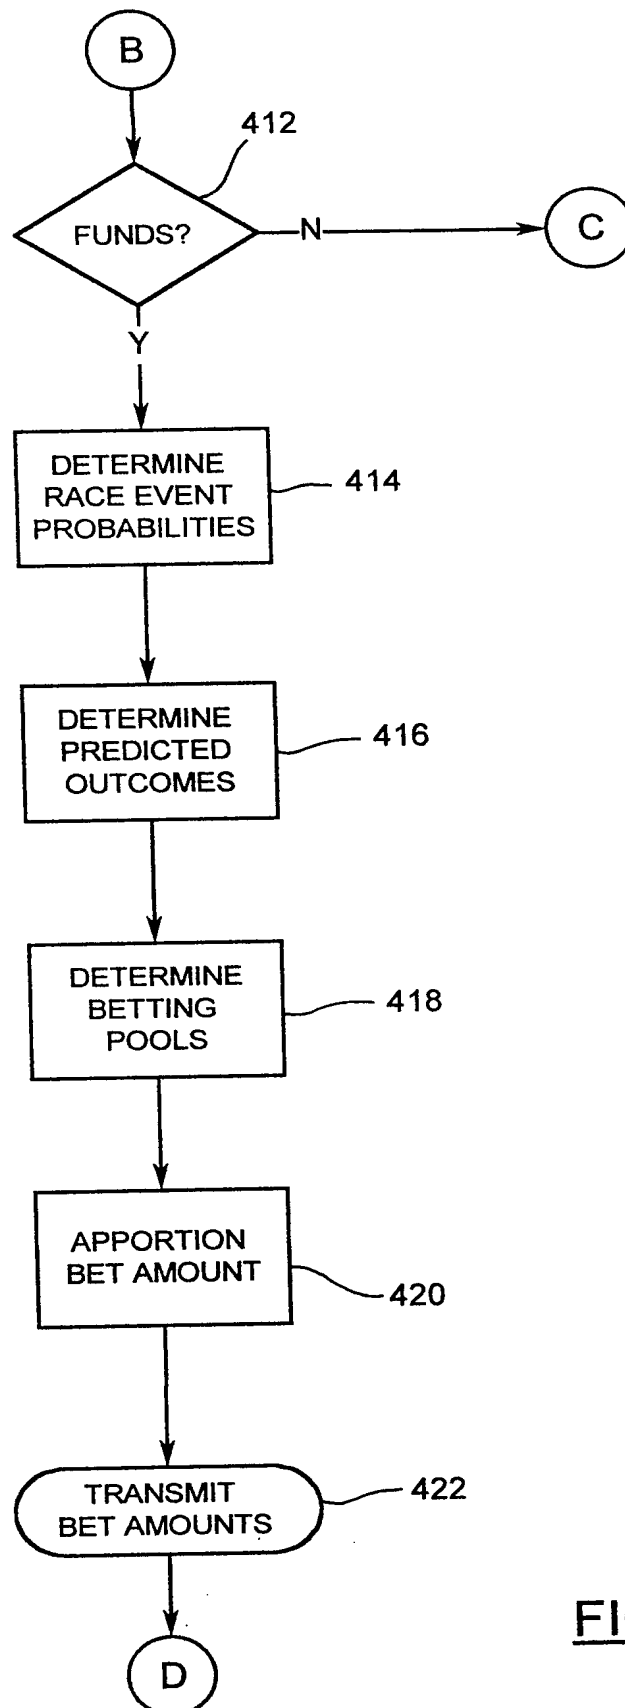 B
412
FUNDS?
N
C
Y
DETERMINE
RACE EVENT
PROBABILITIES
414
DETERMINE
PREDICTED
OUTCOMES
416
DETERMINE
BETTING
POOLS
418
APPORTION
BET AMOUNT
420
TRANSMIT
BET AMOUNTS
422
D